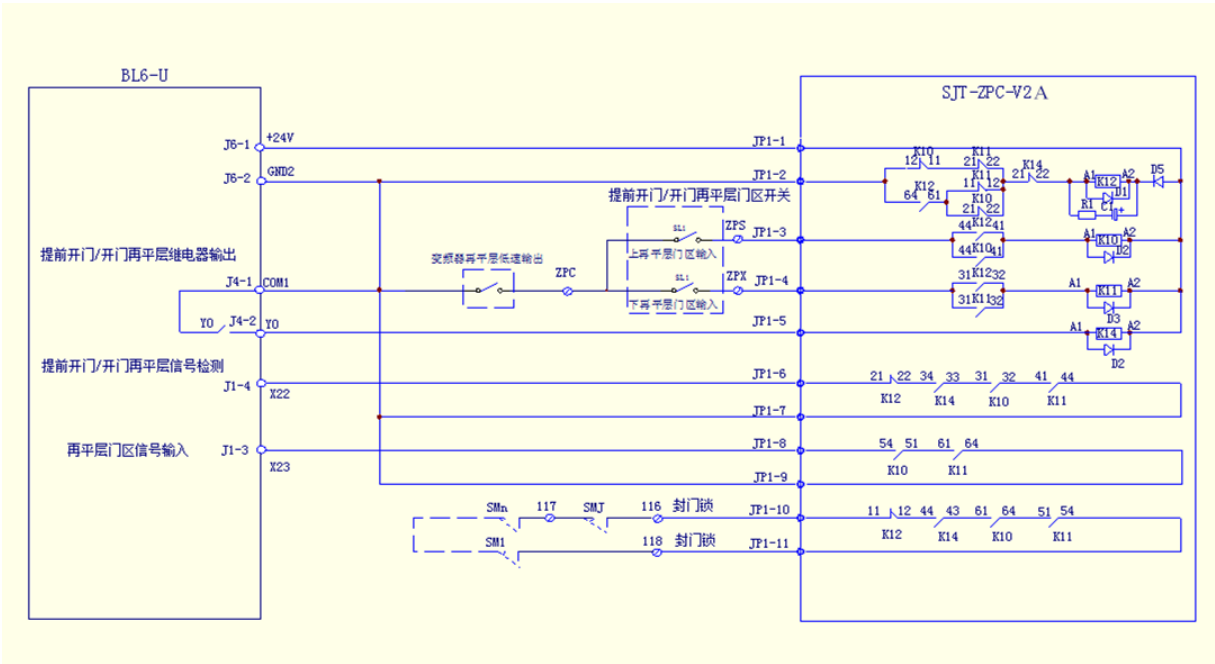 BL6-U
SJT-ZPC-V2A
J6-1 +24V JP1-1
J6-2 GND2 JP1-2
K10 K11 K14
12 11 21 22 21 22
K12 K11
64 61 11 12
K10
21 22
A1 K12 A2 D5
D1
R1 C1 +
提前开门/开门再平层门区开关
SL1 ZPS JP1-3
上再平层门区输入
44 K12 41
44 K10 41
A1 K10 A2
D2
提前开门/开门再平层继电器输出
变频器再平层低速输出
J4-1 COM1 ZPC
SL1 ZPX JP1-4
下再平层门区输入
31 K12 32
31 K11 32
A1 K11 A2
D3
Y0 J4-2 Y0 JP1-5
A1 K14 A2
D2
提前开门/开门再平层信号检测
J1-4 X22 JP1-6
21 22 34 33 31 32 41 44
K12 K14 K10 K11
JP1-7
再平层门区信号输入 J1-3 X23 JP1-8
54 51 61 64
K10 K11
JP1-9
SMn 117 SMJ 116 封门锁 JP1-10
11 12 44 43 61 64 51 54
K12 K14 K10 K11
SM1 118 封门锁 JP1-11